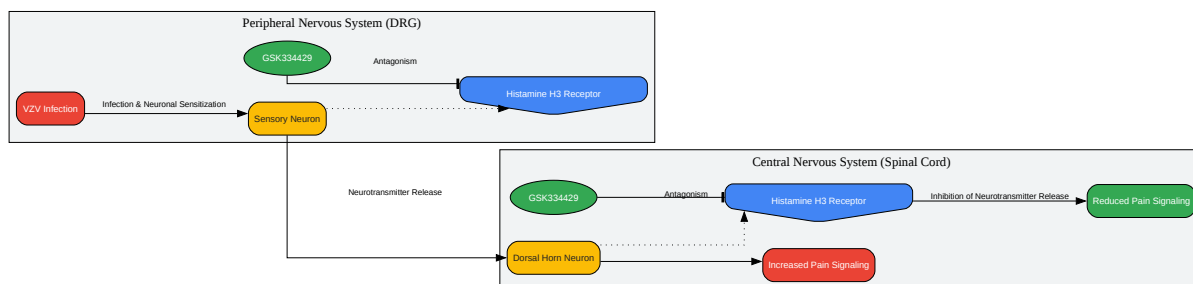 Peripheral Nervous System (DRG)
GSK334429
Antagonism
Histamine H3 Receptor
VZV Infection
Infection & Neuronal Sensitization
Sensory Neuron
Neurotransmitter Release
Central Nervous System (Spinal Cord)
GSK334429
Antagonism
Histamine H3 Receptor
Inhibition of Neurotransmitter Release
Reduced Pain Signaling
Dorsal Horn Neuron
Increased Pain Signaling